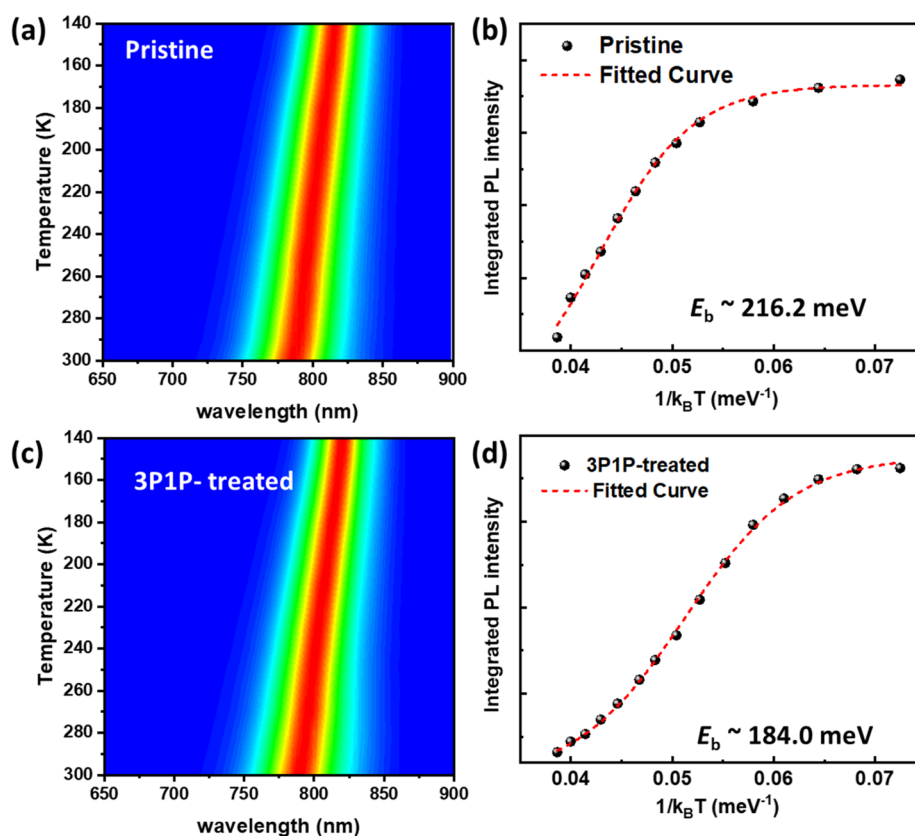 (a)
Pristine
140
160
180
200
220
240
260
280
300
Temperature (K)
650
700
750
800
850
900
wavelength (nm)
(b)
Pristine
Fitted Curve
Integrated PL intensity
E_b ~ 216.2 meV
0.04
0.05
0.06
0.07
1/k_BT (meV⁻¹)
(c)
3P1P- treated
140
160
180
200
220
240
260
280
300
Temperature (K)
650
700
750
800
850
900
wavelength (nm)
(d)
3P1P-treated
Fitted Curve
Integrated PL intensity
E_b ~ 184.0 meV
0.04
0.05
0.06
0.07
1/k_BT (meV⁻¹)